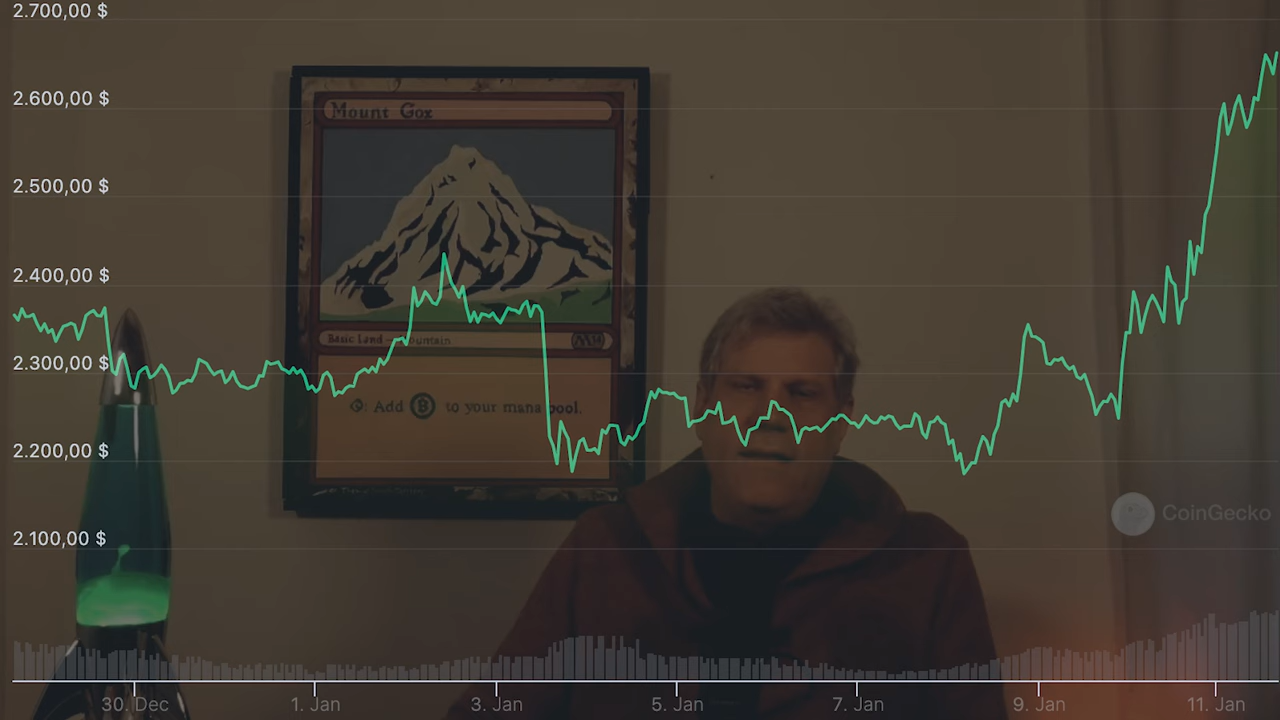 2.700,00 $
2.600,00 $
2.500,00 $
2.400,00 $
2.300,00 $
2.200,00 $
2.100,00 $
Mount Gox
Basic Land — Mountain
: Add B to your mana pool.
CoinGecko
30. Dec
1. Jan
3. Jan
5. Jan
7. Jan
9. Jan
11. Jan